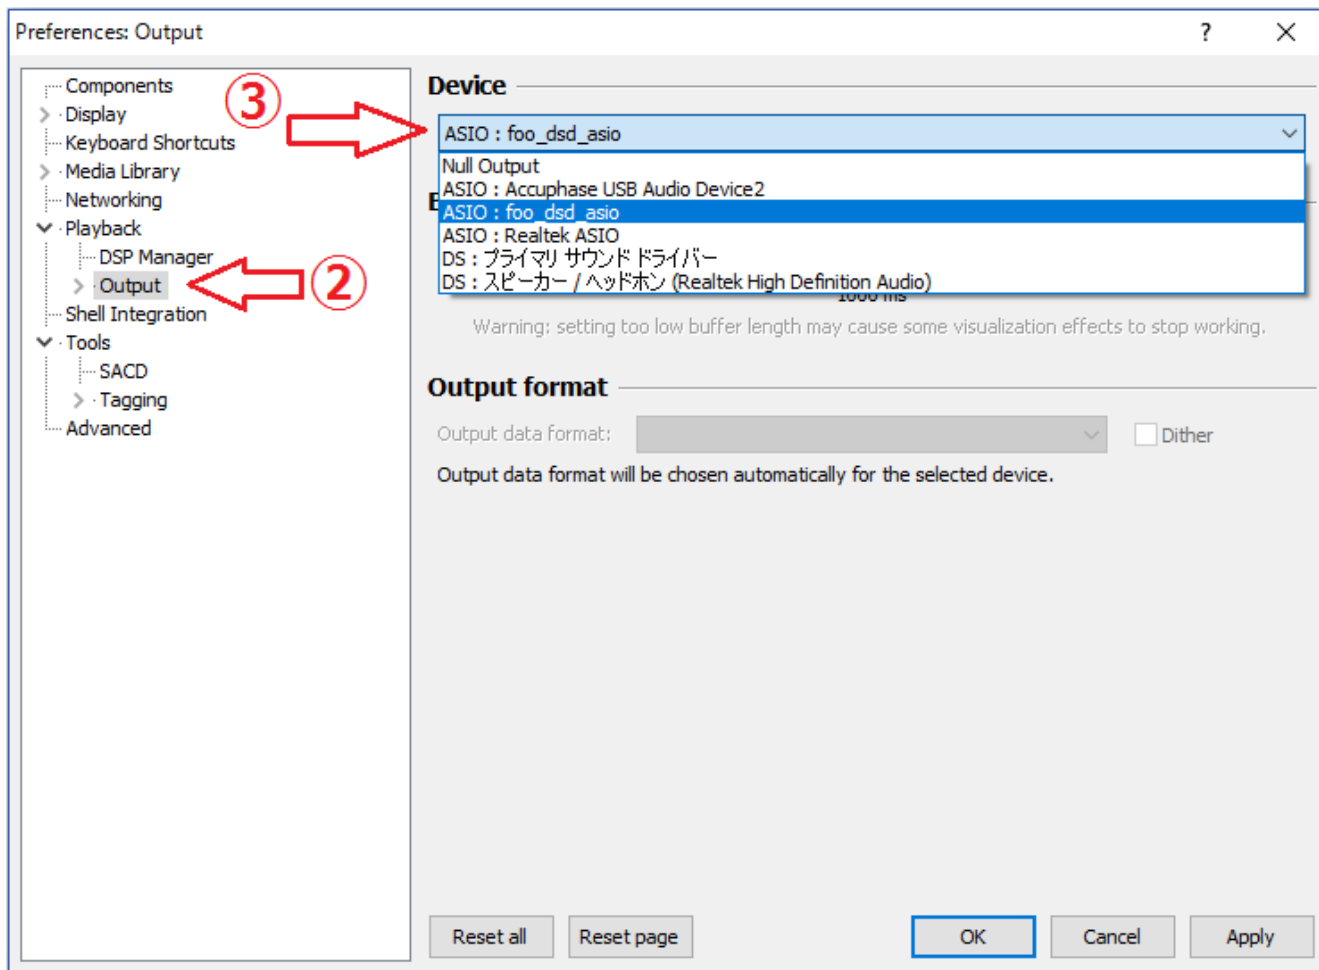 Preferences: Output
?
Components
Display
Keyboard Shortcuts
Media Library
Networking
Playback
DSP Manager
Output
Shell Integration
Tools
SACD
Tagging
Advanced
③
②
Device
ASIO : foo_dsd_asio
Null Output
ASIO : Accuphase USB Audio Device2
ASIO : foo_dsd_asio
ASIO : Realtek ASIO
DS : プライマリ サウンド ドライバー
DS : スピーカー / ヘッドホン (Realtek High Definition Audio)
1000 ms
Warning: setting too low buffer length may cause some visualization effects to stop working.
Output format
Output data format:
Dither
Output data format will be chosen automatically for the selected device.
Reset all
Reset page
OK
Cancel
Apply